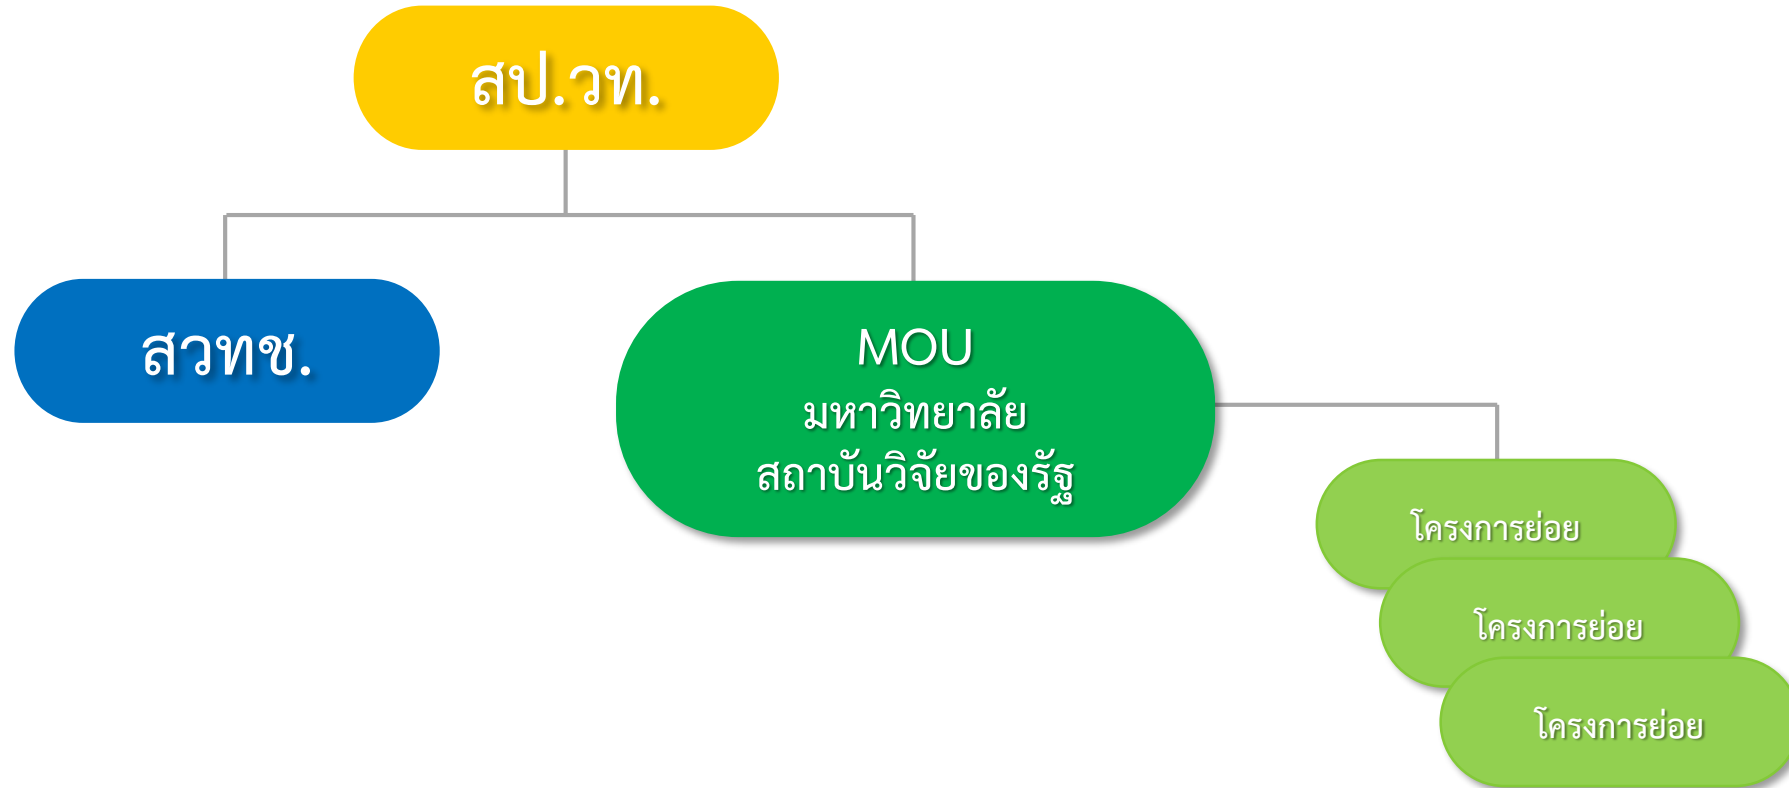 สป.วท.
สวทช.
MOU
มหาวิทยาลัย
สถาบันวิจัยของรัฐ
โครงการย่อย
โครงการย่อย
โครงการย่อย